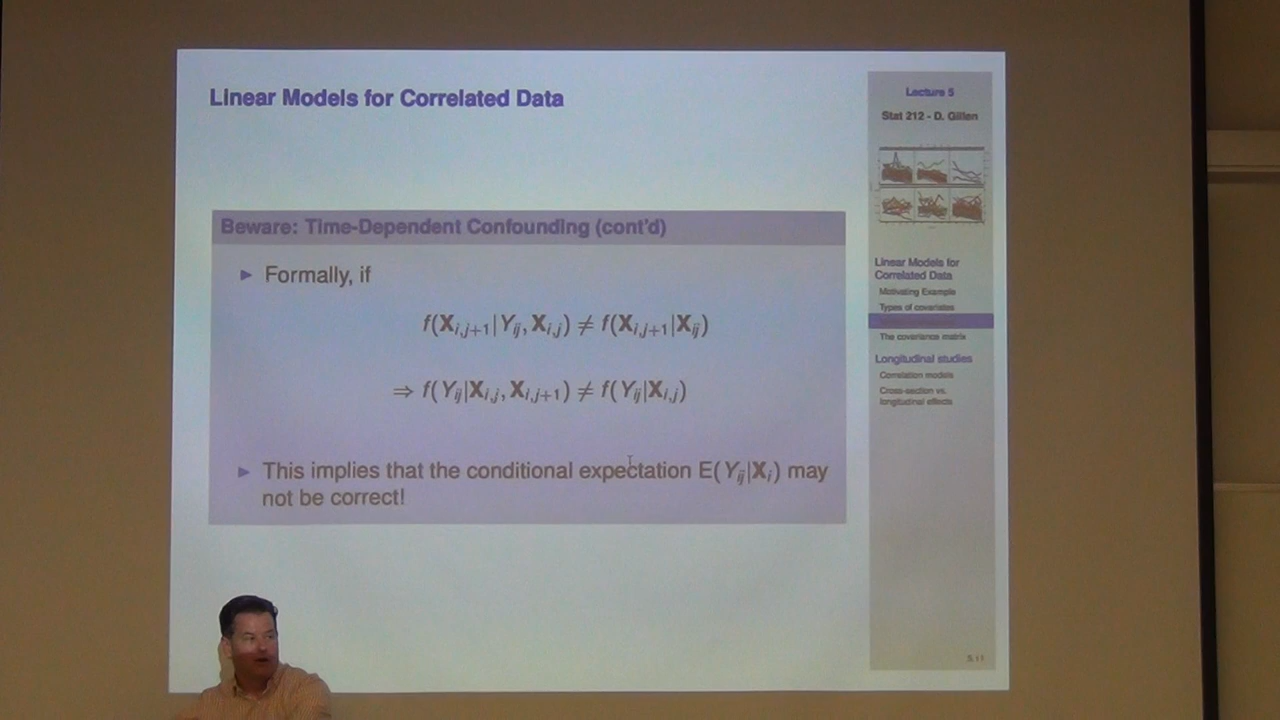 Linear Models for Correlated Data
Beware: Time-Dependent Confounding (cont'd)
► Formally, if
f(X_{i,j+1}|Y_{ij}, X_{i,j}) ≠ f(X_{i,j+1}|X_{ij})
⇒ f(Y_{ij}|X_{i,j}, X_{i,j+1}) ≠ f(Y_{ij}|X_{i,j})
► This implies that the conditional expectation E(Y_{ij}|X_i) may
not be correct!
Lecture 5
Stat 212 - D. Gillen
Linear Models for
Correlated Data
Motivating Example
Types of covariates
The covariance matrix
Longitudinal studies
Correlation models
Cross-section vs.
longitudinal effects
5.11